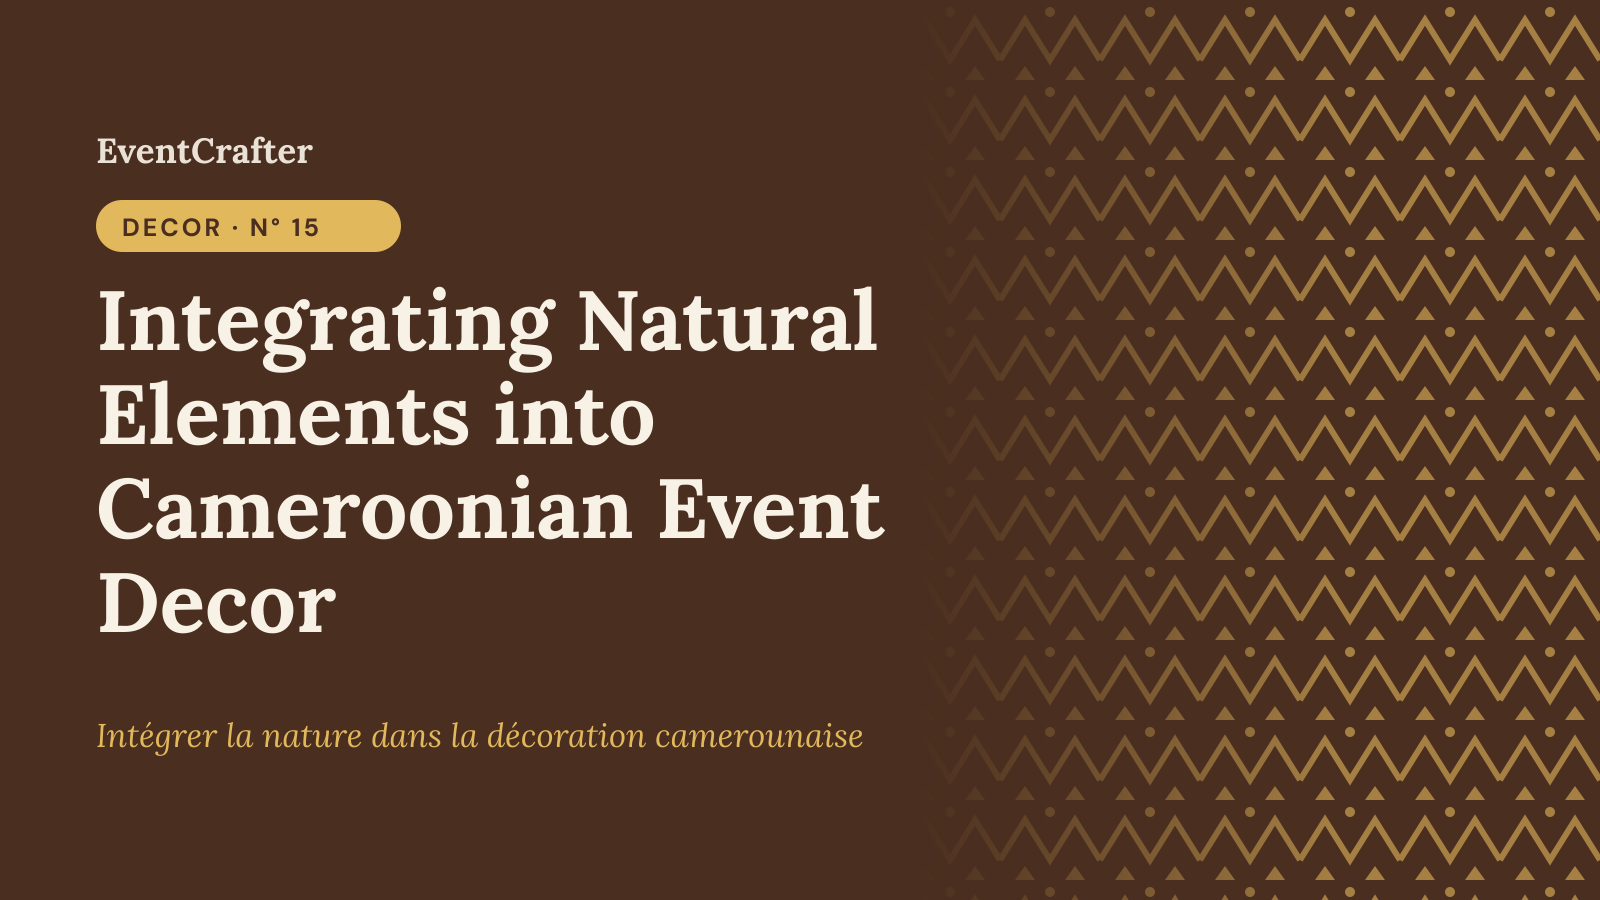 EventCrafter
DECOR · N° 15
Integrating Natural
Elements into
Cameroonian Event
Decor
Intégrer la nature dans la décoration camerounaise